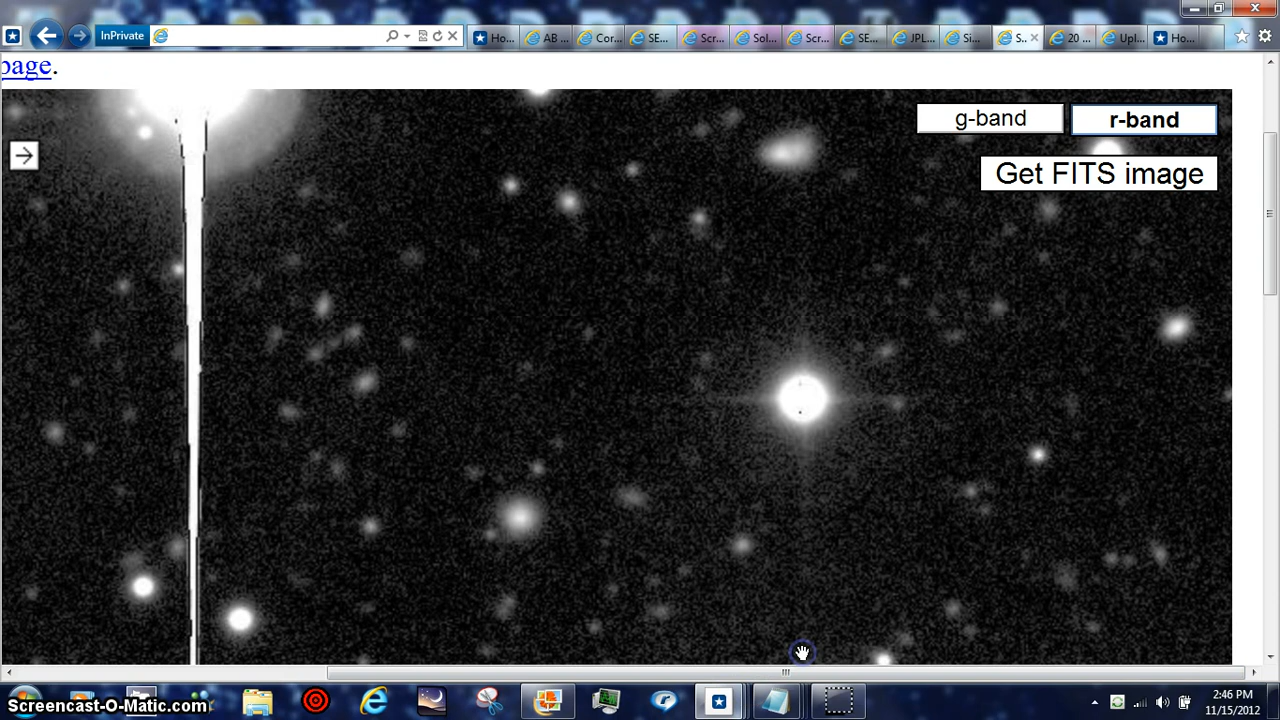 InPrivate
Ho...
AB ...
Cor...
SE...
Scr...
Sol...
Scr...
SE...
JPL...
Si...
S...
20 ...
Upl...
Ho...
page.
g-band
r-band
Get FITS image
Screencast-O-Matic.com
2:46 PM
11/15/2012